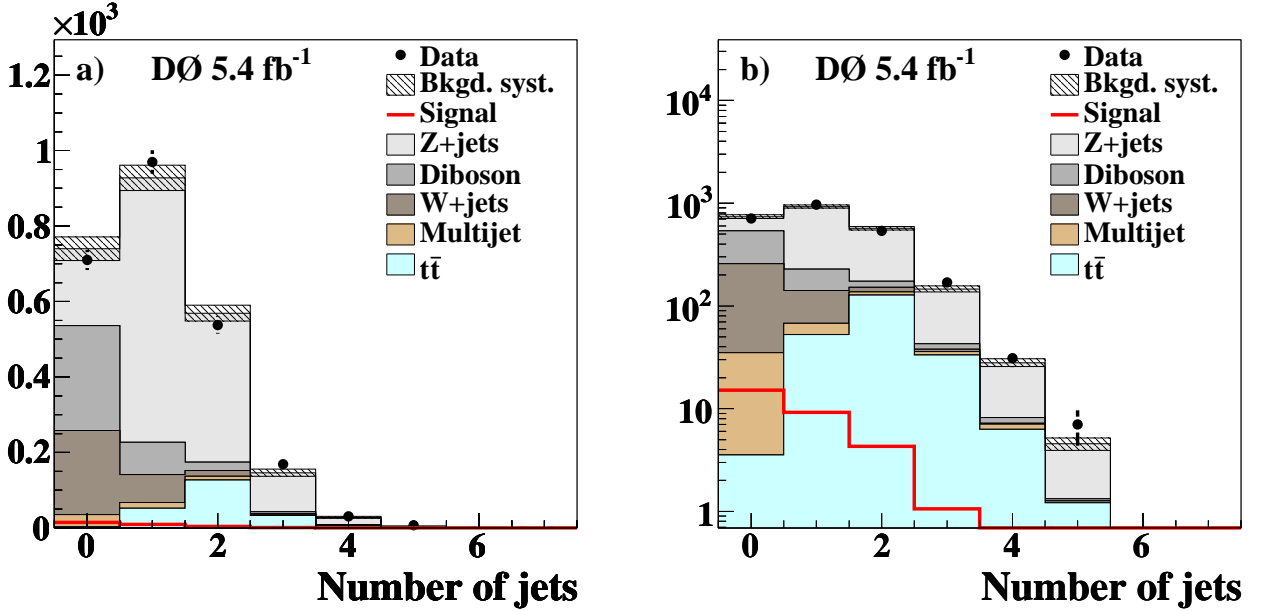 ×10³
a) DØ 5.4 fb⁻¹
Data
Bkgd. syst.
Signal
Z+jets
Diboson
W+jets
Multijet
tt̄
1.2
1
0.8
0.6
0.4
0.2
0
0 2 4 6
Number of jets
b) DØ 5.4 fb⁻¹
Data
Bkgd. syst.
Signal
Z+jets
Diboson
W+jets
Multijet
tt̄
10⁴
10³
10²
10
1
0 2 4 6
Number of jets